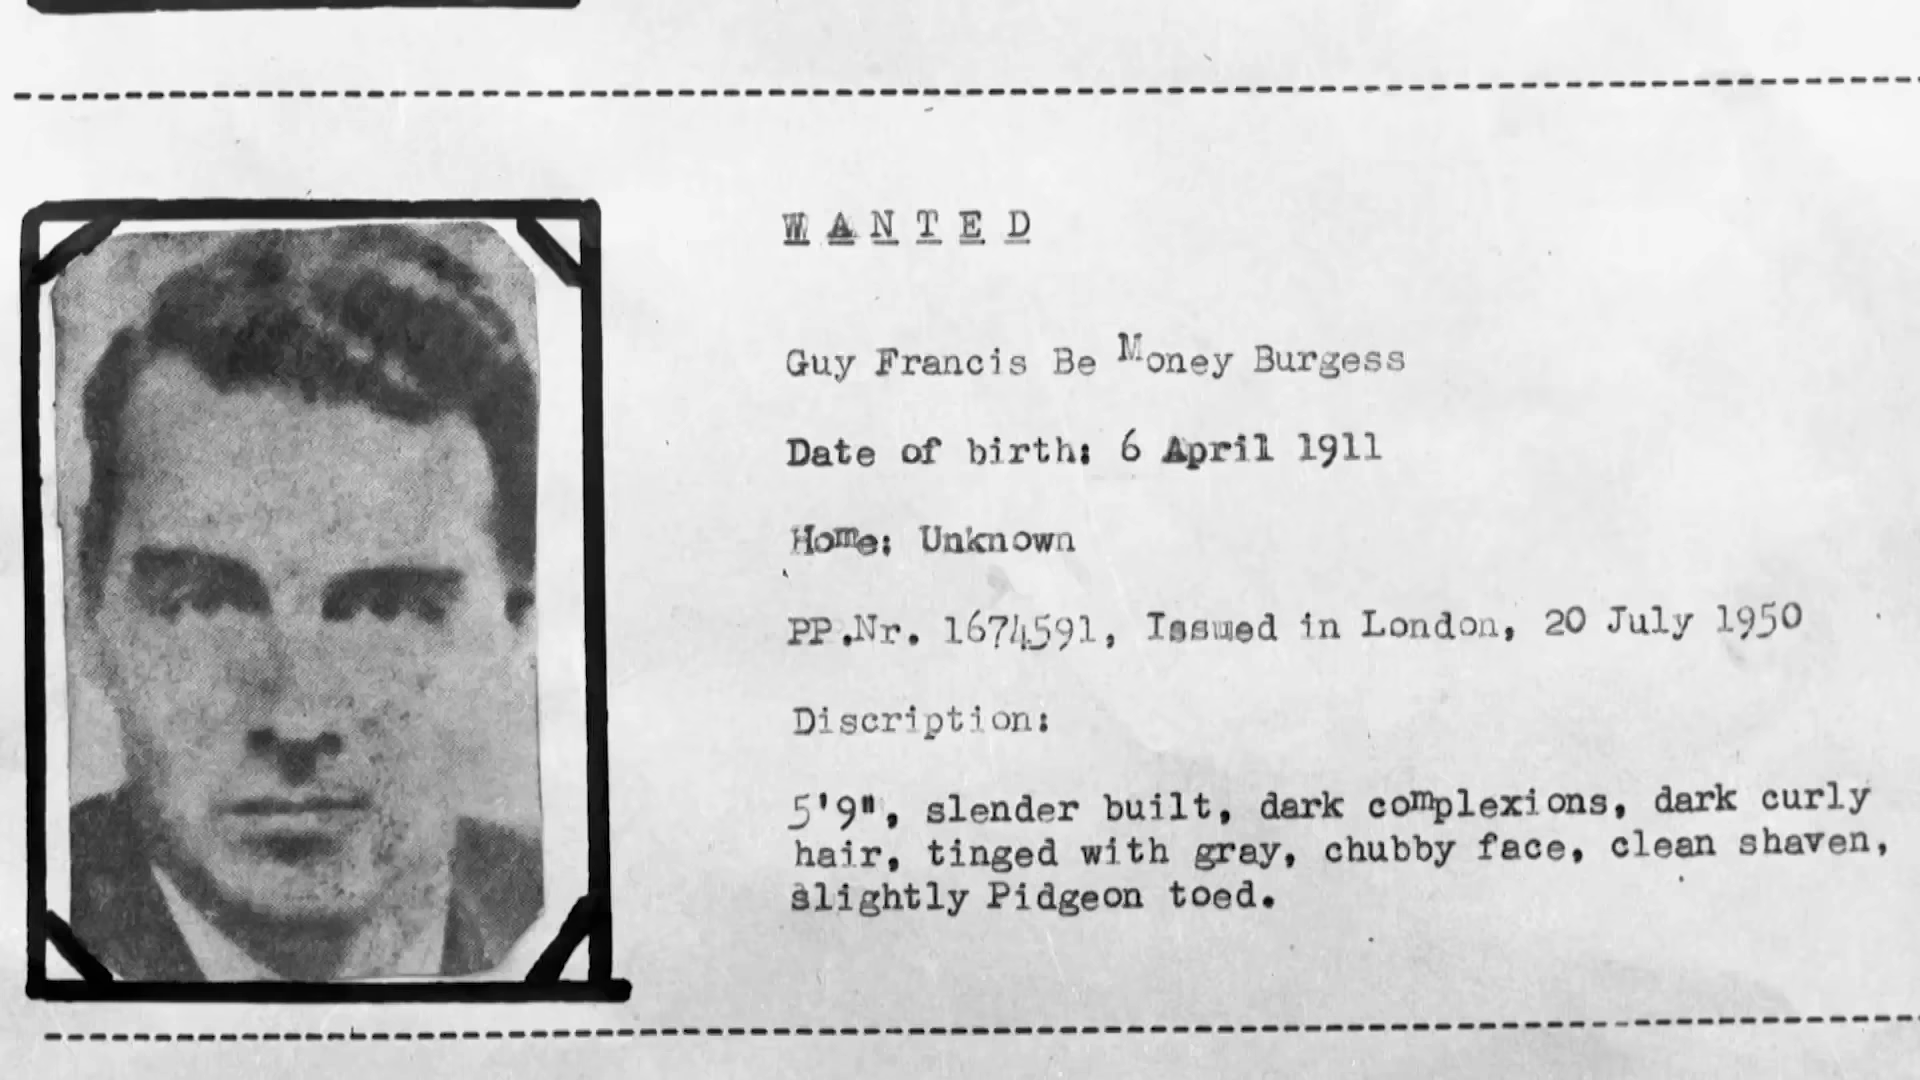 WANTED
Guy Francis Be Money Burgess
Date of birth: 6 April 1911
Home: Unknown
PP.Nr. 1674591, Issued in London, 20 July 1950
Discription:
5'9", slender built, dark complexions, dark curly
hair, tinged with gray, chubby face, clean shaven,
slightly Pidgeon toed.